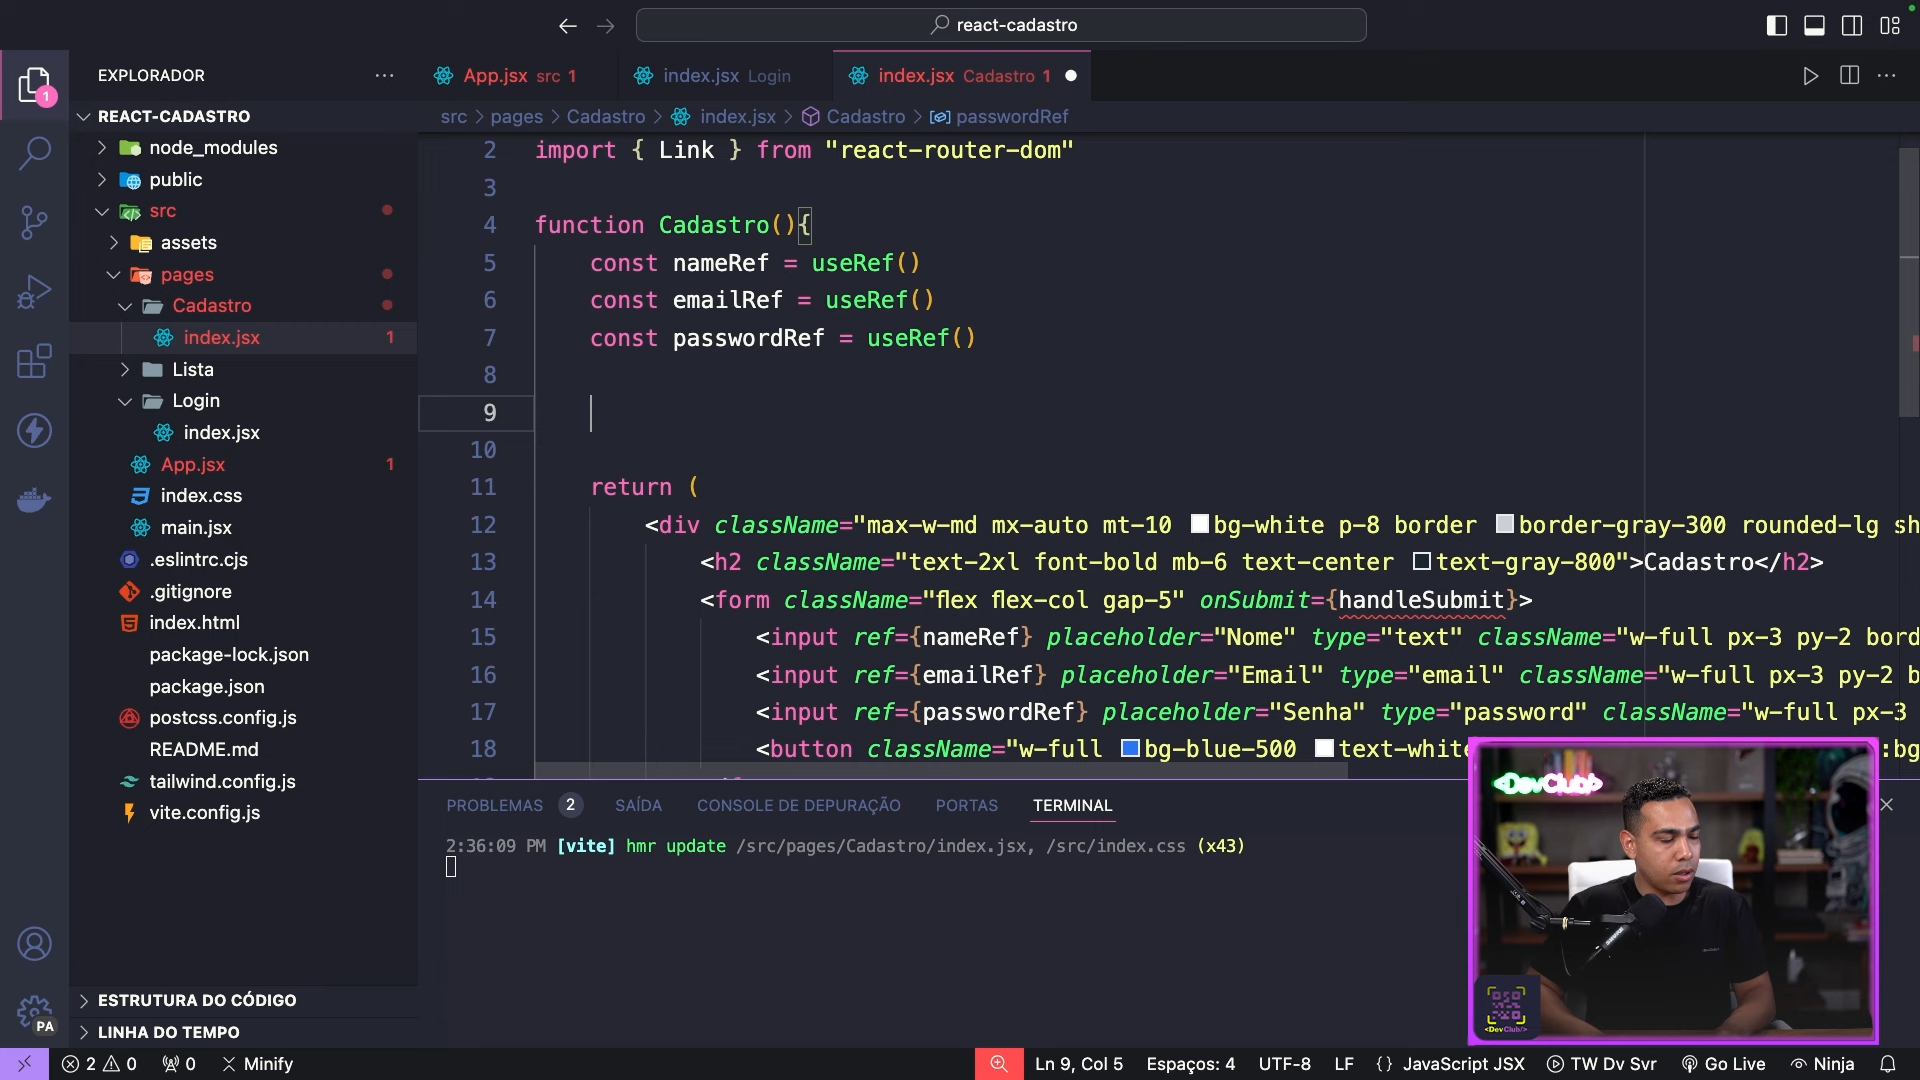 react-cadastro
EXPLORADOR
App.jsx src 1
index.jsx Login
index.jsx Cadastro 1
src > pages > Cadastro > index.jsx > Cadastro > passwordRef
1
REACT-CADASTRO
node_modules
public
src
assets
pages
Cadastro
index.jsx 1
Lista
Login
index.jsx
App.jsx 1
index.css
main.jsx
.eslintrc.cjs
.gitignore
index.html
package-lock.json
package.json
postcss.config.js
README.md
tailwind.config.js
vite.config.js
ESTRUTURA DO CÓDIGO
LINHA DO TEMPO
PA
2 import { Link } from "react-router-dom"
3
4 function Cadastro(){
5 const nameRef = useRef()
6 const emailRef = useRef()
7 const passwordRef = useRef()
8
9
10
11 return (
12 <div className="max-w-md mx-auto mt-10 bg-white p-8 border border-gray-300 rounded-lg sh
13 <h2 className="text-2xl font-bold mb-6 text-center text-gray-800">Cadastro</h2>
14 <form className="flex flex-col gap-5" onSubmit={handleSubmit}>
15 <input ref={nameRef} placeholder="Nome" type="text" className="w-full px-3 py-2 bord
16 <input ref={emailRef} placeholder="Email" type="email" className="w-full px-3 py-2 b
17 <input ref={passwordRef} placeholder="Senha" type="password" className="w-full px-3
18 <button className="w-full bg-blue-500 text-white :bg
PROBLEMAS 2 SAÍDA CONSOLE DE DEPURAÇÃO PORTAS TERMINAL
2:36:09 PM [vite] hmr update /src/pages/Cadastro/index.jsx, /src/index.css (x43)
<DevClub/>
<DevClub/>
2 0 0 Minify
Ln 9, Col 5 Espaços: 4 UTF-8 LF {} JavaScript JSX TW Dv Svr Go Live Ninja